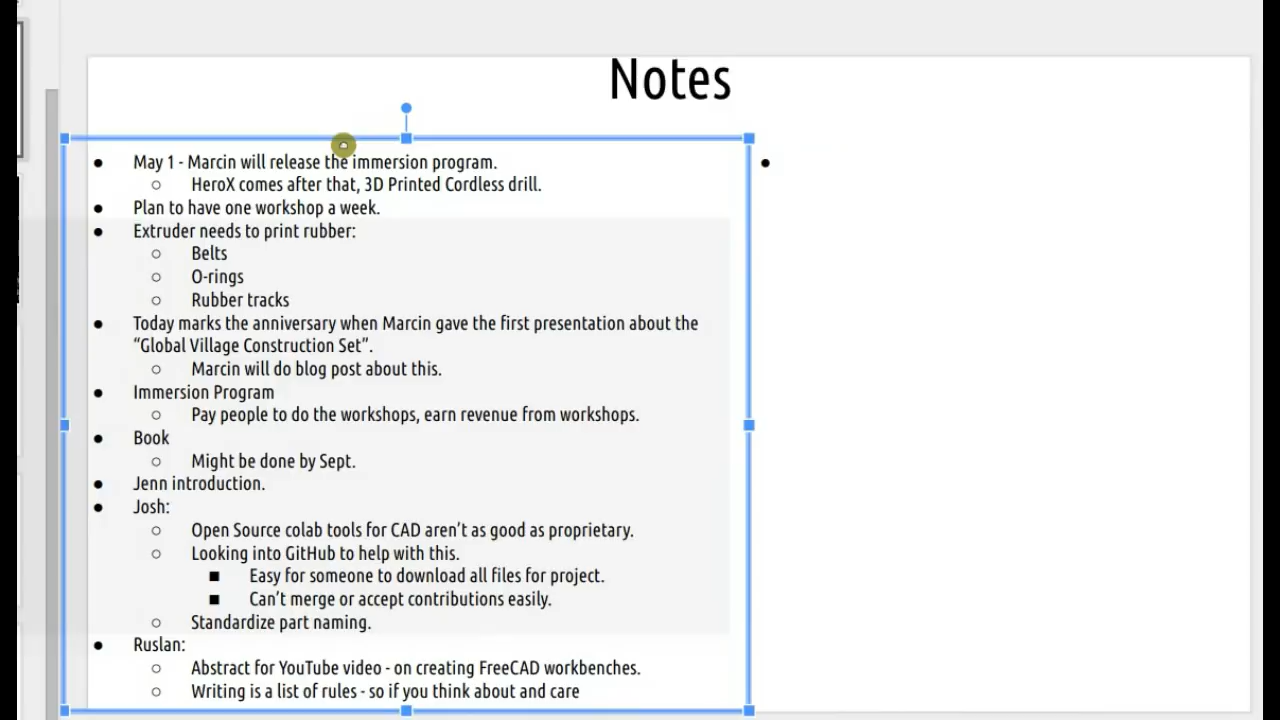 Notes
● May 1 - Marcin will release the immersion program.
○ HeroX comes after that, 3D Printed Cordless drill.
● Plan to have one workshop a week.
● Extruder needs to print rubber:
○ Belts
○ O-rings
○ Rubber tracks
● Today marks the anniversary when Marcin gave the first presentation about the
“Global Village Construction Set”.
○ Marcin will do blog post about this.
● Immersion Program
○ Pay people to do the workshops, earn revenue from workshops.
● Book
○ Might be done by Sept.
● Jenn introduction.
● Josh:
○ Open Source colab tools for CAD aren’t as good as proprietary.
○ Looking into GitHub to help with this.
■ Easy for someone to download all files for project.
■ Can’t merge or accept contributions easily.
○ Standardize part naming.
● Ruslan:
○ Abstract for YouTube video - on creating FreeCAD workbenches.
○ Writing is a list of rules - so if you think about and care
●